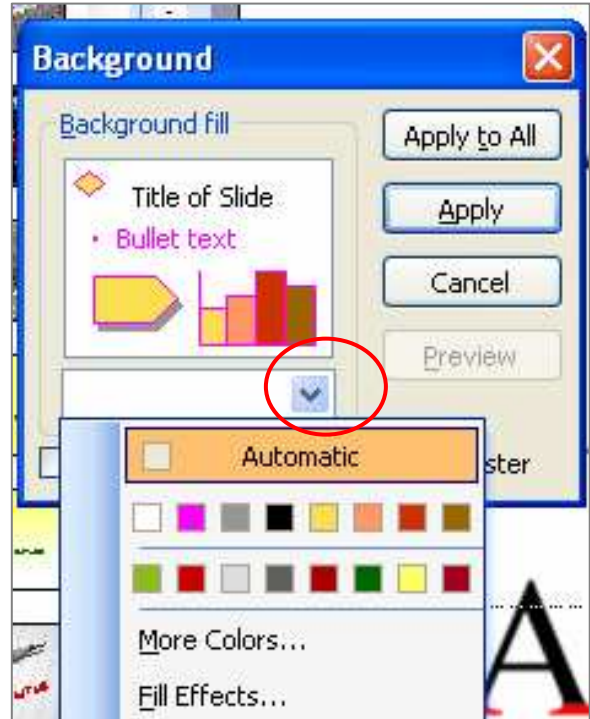 Background
Background fill
Apply to All
Title of Slide
Apply
Bullet text
Cancel
Preview
Automatic
ster
More Colors...
Fill Effects...
A